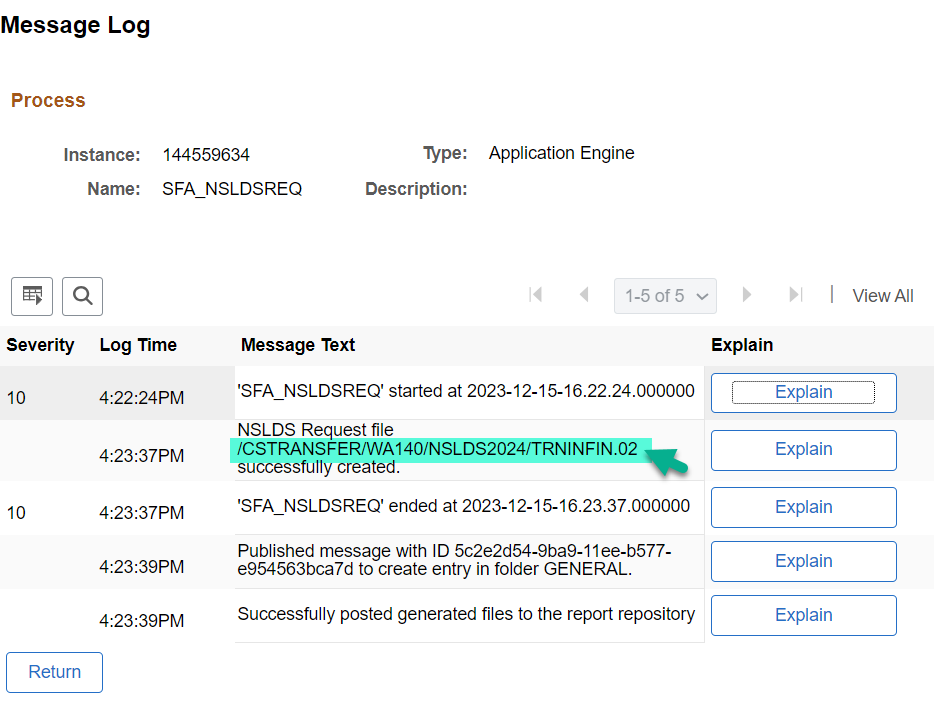 Message Log
Process
Instance: 144559634 Type: Application Engine
Name: SFA_NSLDSREQ Description:
1-5 of 5 | View All
Severity Log Time Message Text Explain
10 4:22:24PM 'SFA_NSLDSREQ' started at 2023-12-15-16.22.24.000000 Explain
NSLDS Request file
4:23:37PM /CSTRANSFER/WA140/NSLDS2024/TRNINFIN.02 Explain
successfully created.
10 4:23:37PM 'SFA_NSLDSREQ' ended at 2023-12-15-16.23.37.000000 Explain
Published message with ID 5c2e2d54-9ba9-11ee-b577-
4:23:39PM e954563bca7d to create entry in folder GENERAL. Explain
4:23:39PM Successfully posted generated files to the report repository Explain
Return